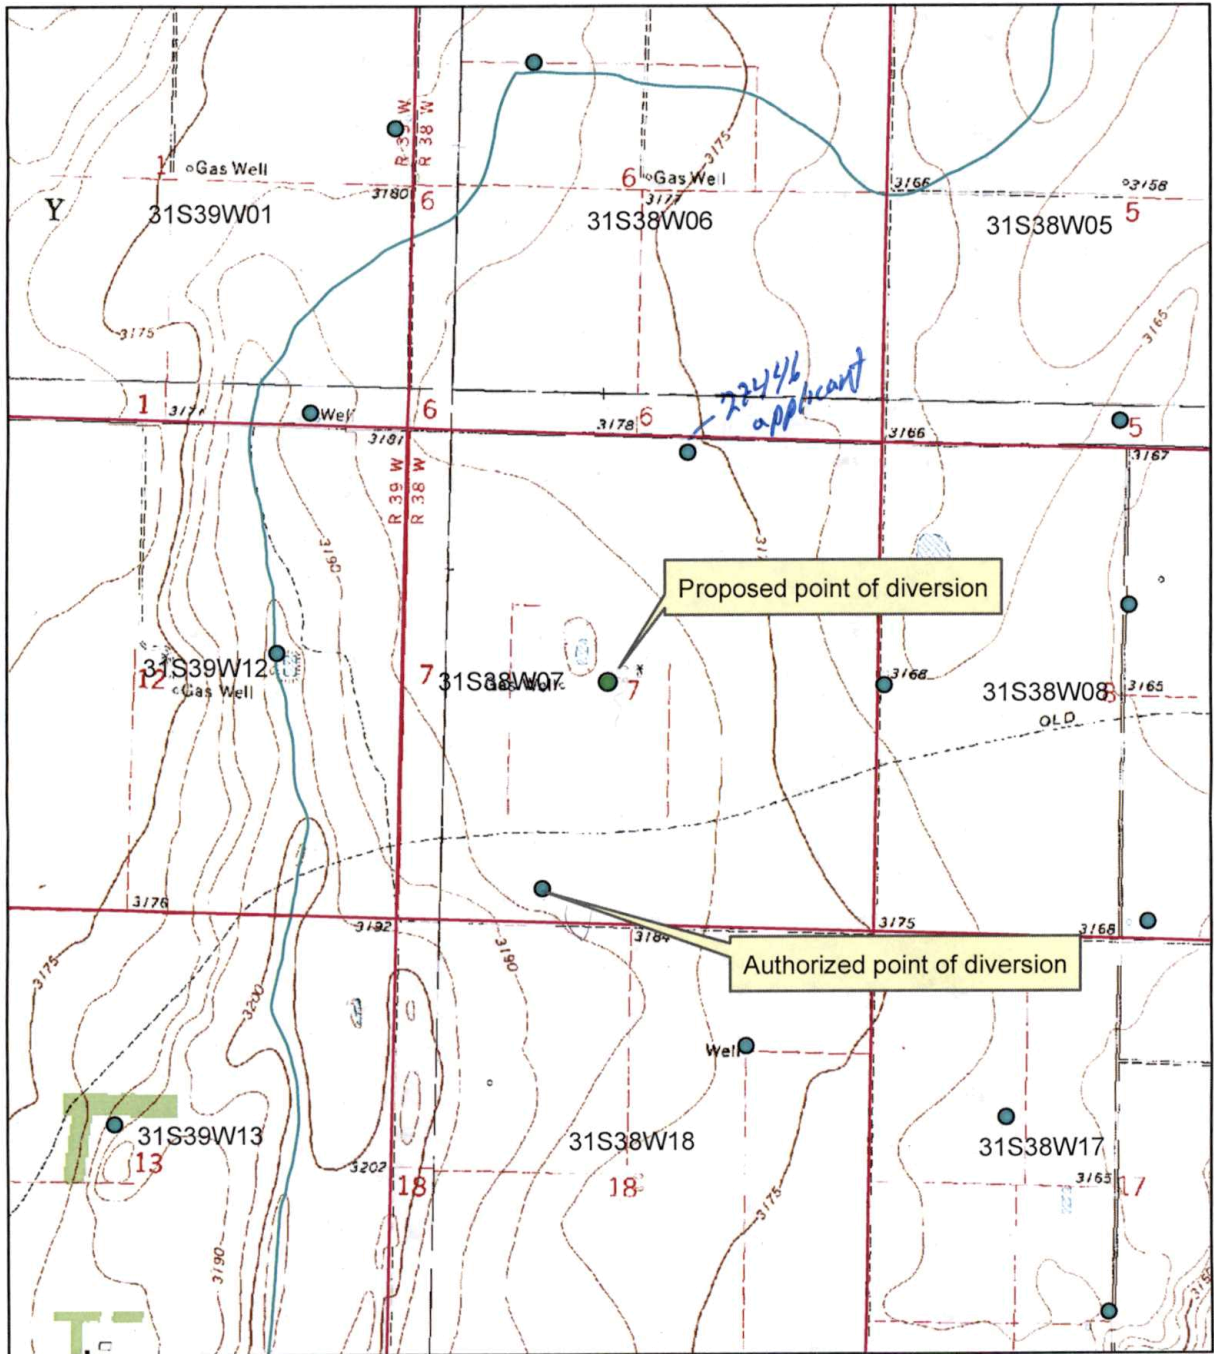 R 39 W
R 38 W
1
Gas Well
3180
6
6
Gas Well
3177
3175
3166
3158
5
Y
31S39W01
31S38W06
31S38W05
3175
3165
22446
applicant
1
Well
6
3181
3178
6
3166
5
3167
R 39 W
R 38 W
3190
Proposed point of diversion
31S39W12
12
Gas Well
7
31S38W07
7
3168
31S38W08
8
3165
OLD
3176
3192
3184
3175
3168
3175
3200
3190
Authorized point of diversion
Well
31S39W13
13
31S38W18
31S38W17
3202
18
18
3165
17
3175
3190